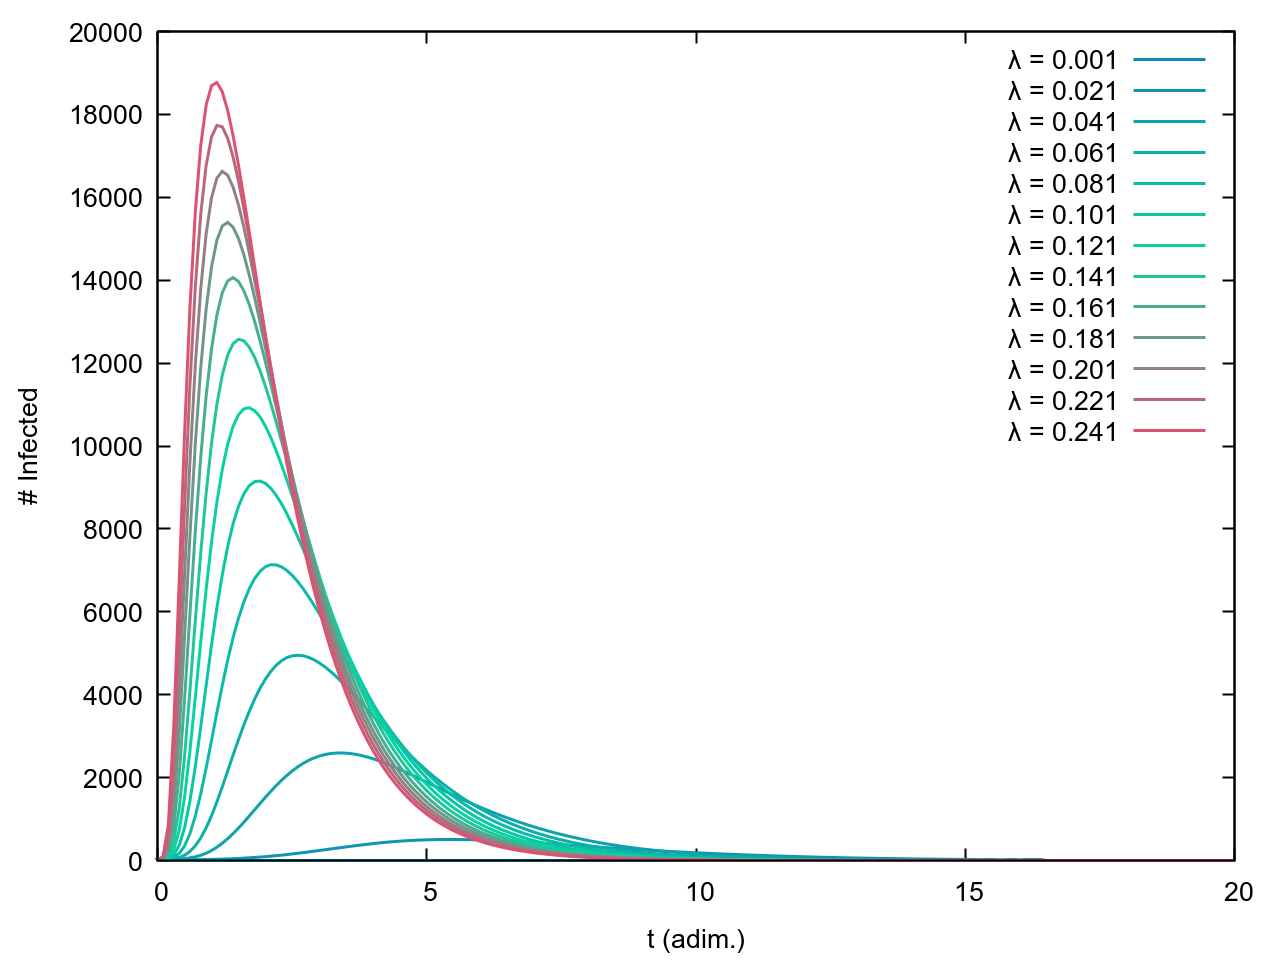 20000
18000
16000
14000
12000
10000
8000
6000
4000
2000
0
# Infected
0 5 10 15 20
t (adim.)
λ = 0.001
λ = 0.021
λ = 0.041
λ = 0.061
λ = 0.081
λ = 0.101
λ = 0.121
λ = 0.141
λ = 0.161
λ = 0.181
λ = 0.201
λ = 0.221
λ = 0.241